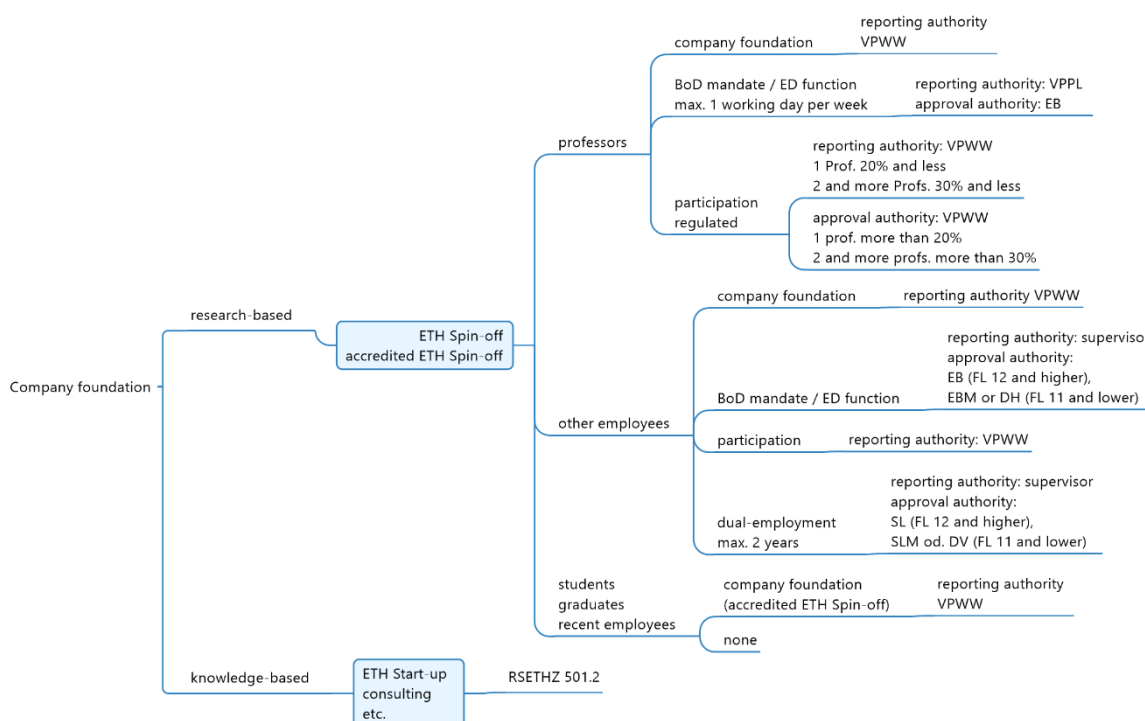 Company foundation
research-based
ETH Spin-off
accredited ETH Spin-off
professors
company foundation
reporting authority
VPWW
BoD mandate / ED function
max. 1 working day per week
reporting authority: VPPL
approval authority: EB
participation
regulated
reporting authority: VPWW
1 Prof. 20% and less
2 and more Profs. 30% and less
approval authority: VPWW
1 prof. more than 20%
2 and more profs. more than 30%
other employees
company foundation
reporting authority VPWW
BoD mandate / ED function
reporting authority: supervisor
approval authority:
EB (FL 12 and higher),
EBM or DH (FL 11 and lower)
participation
reporting authority: VPWW
dual-employment
max. 2 years
reporting authority: supervisor
approval authority:
SL (FL 12 and higher),
SLM od. DV (FL 11 and lower)
students
graduates
recent employees
company foundation
(accredited ETH Spin-off)
reporting authority
VPWW
none
knowledge-based
ETH Start-up
consulting
etc.
RSETHZ 501.2